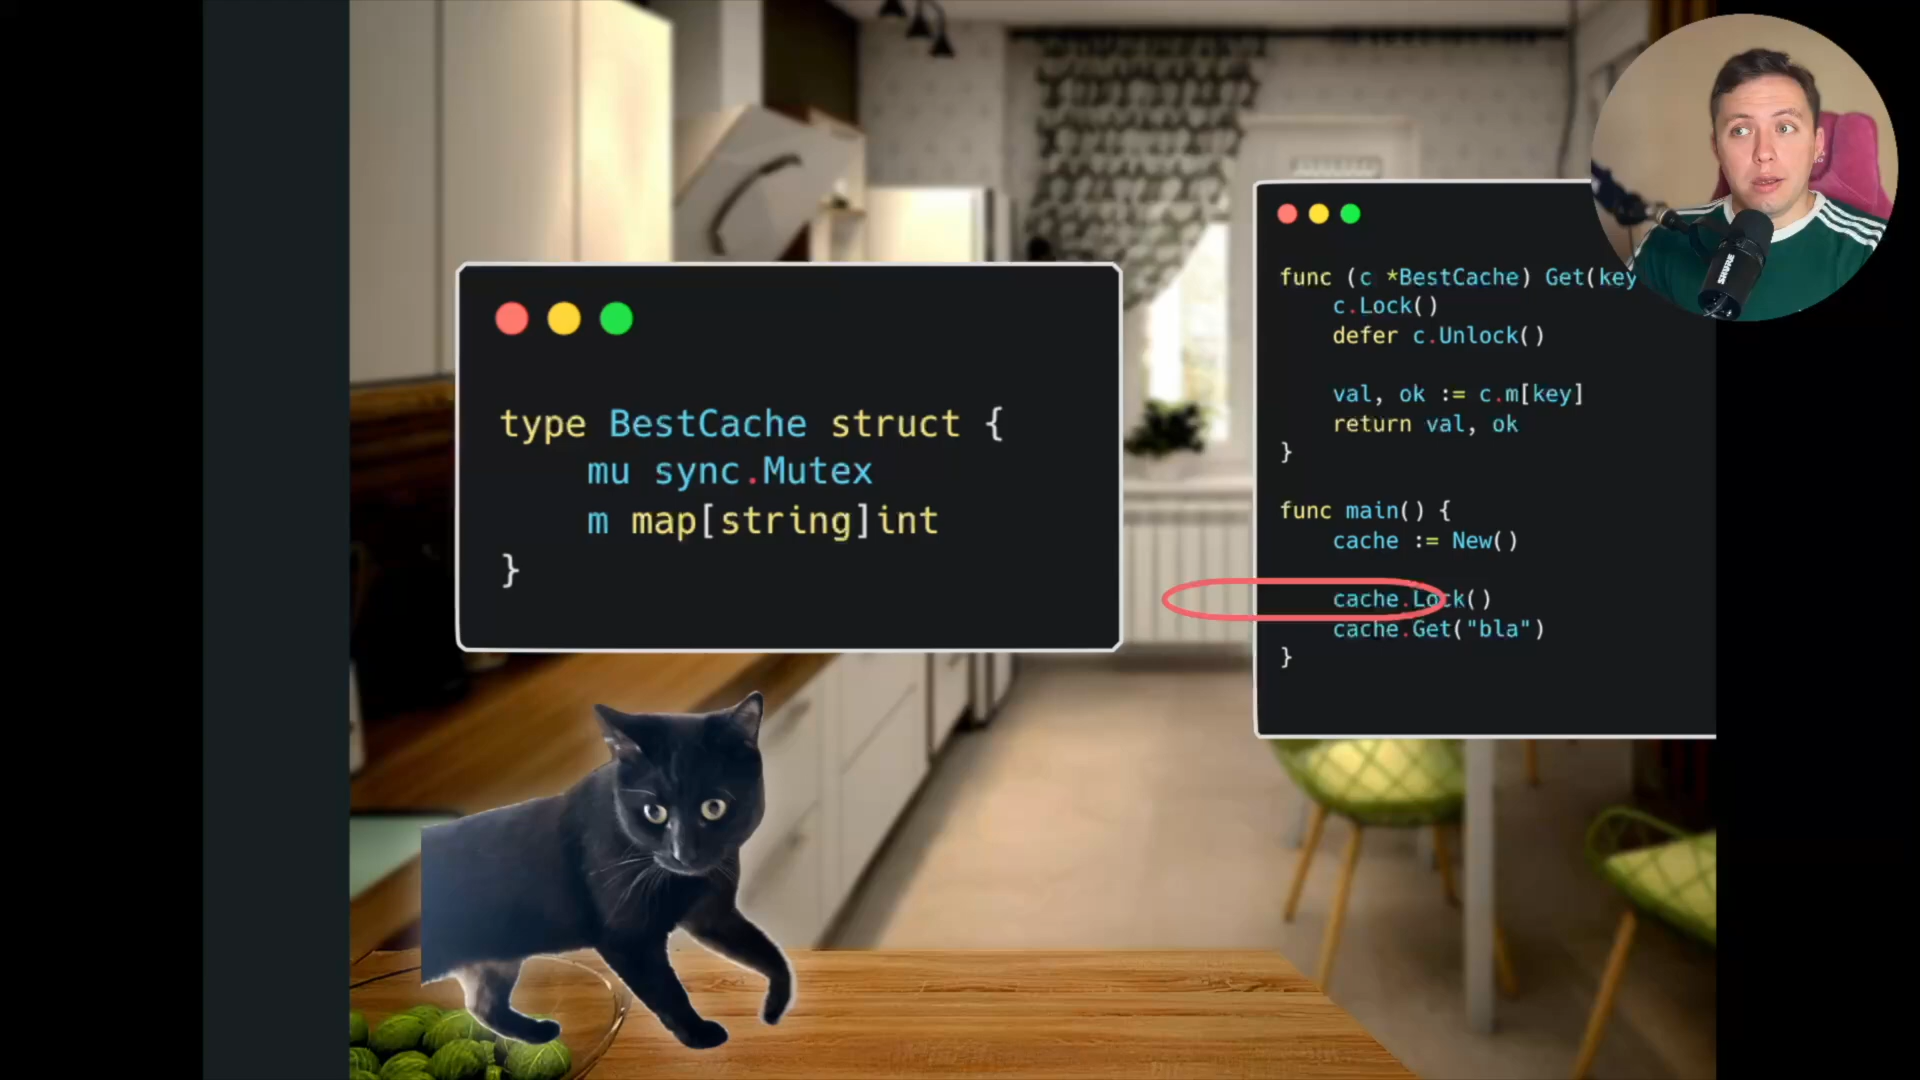 type BestCache struct {
mu sync.Mutex
m map[string]int
}
func (c *BestCache) Get(key
c.Lock()
defer c.Unlock()
val, ok := c.m[key]
return val, ok
}
func main() {
cache := New()
cache.Lock()
cache.Get("bla")
}
SHURE